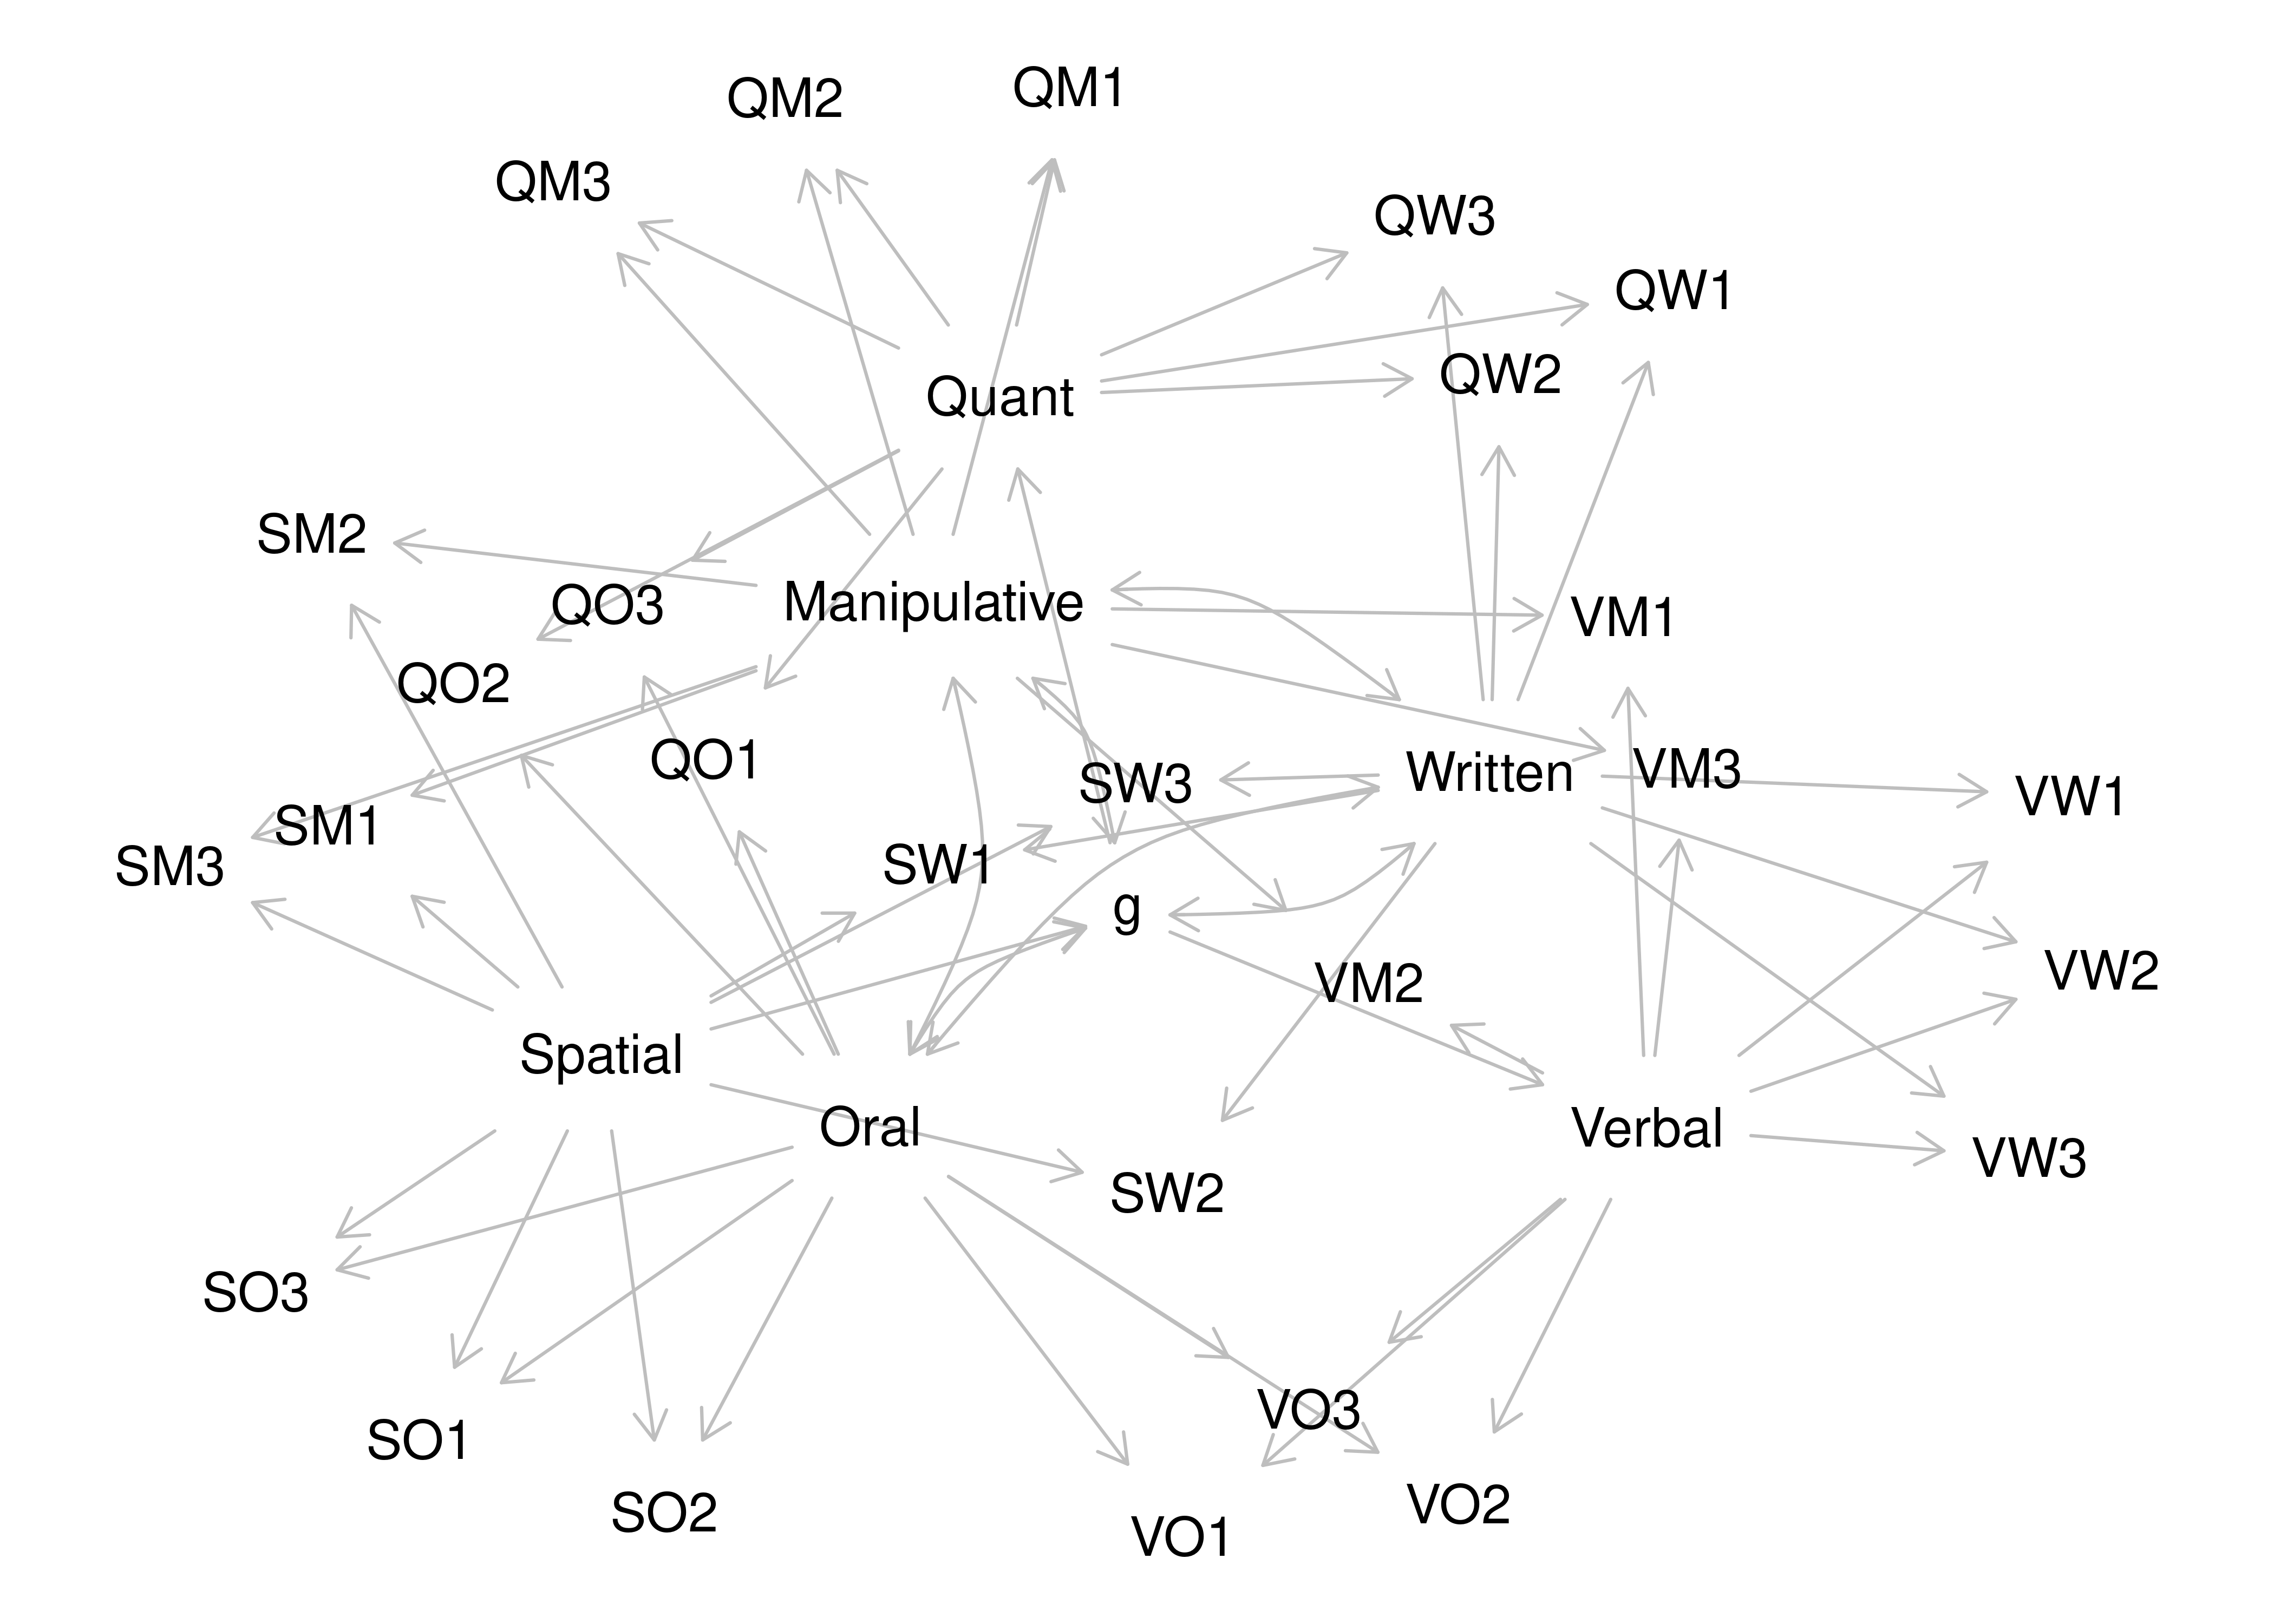 QM1
QM2
QM3
QW3
QW1
QW2
Quant
SM2
QO3
Manipulative
VM1
QO2
QO1
SW3
Written
VM3
VW1
SM1
SM3
SW1
g
VM2
VW2
Spatial
Oral
Verbal
VW3
SW2
SO3
VO3
SO1
SO2
VO2
VO1